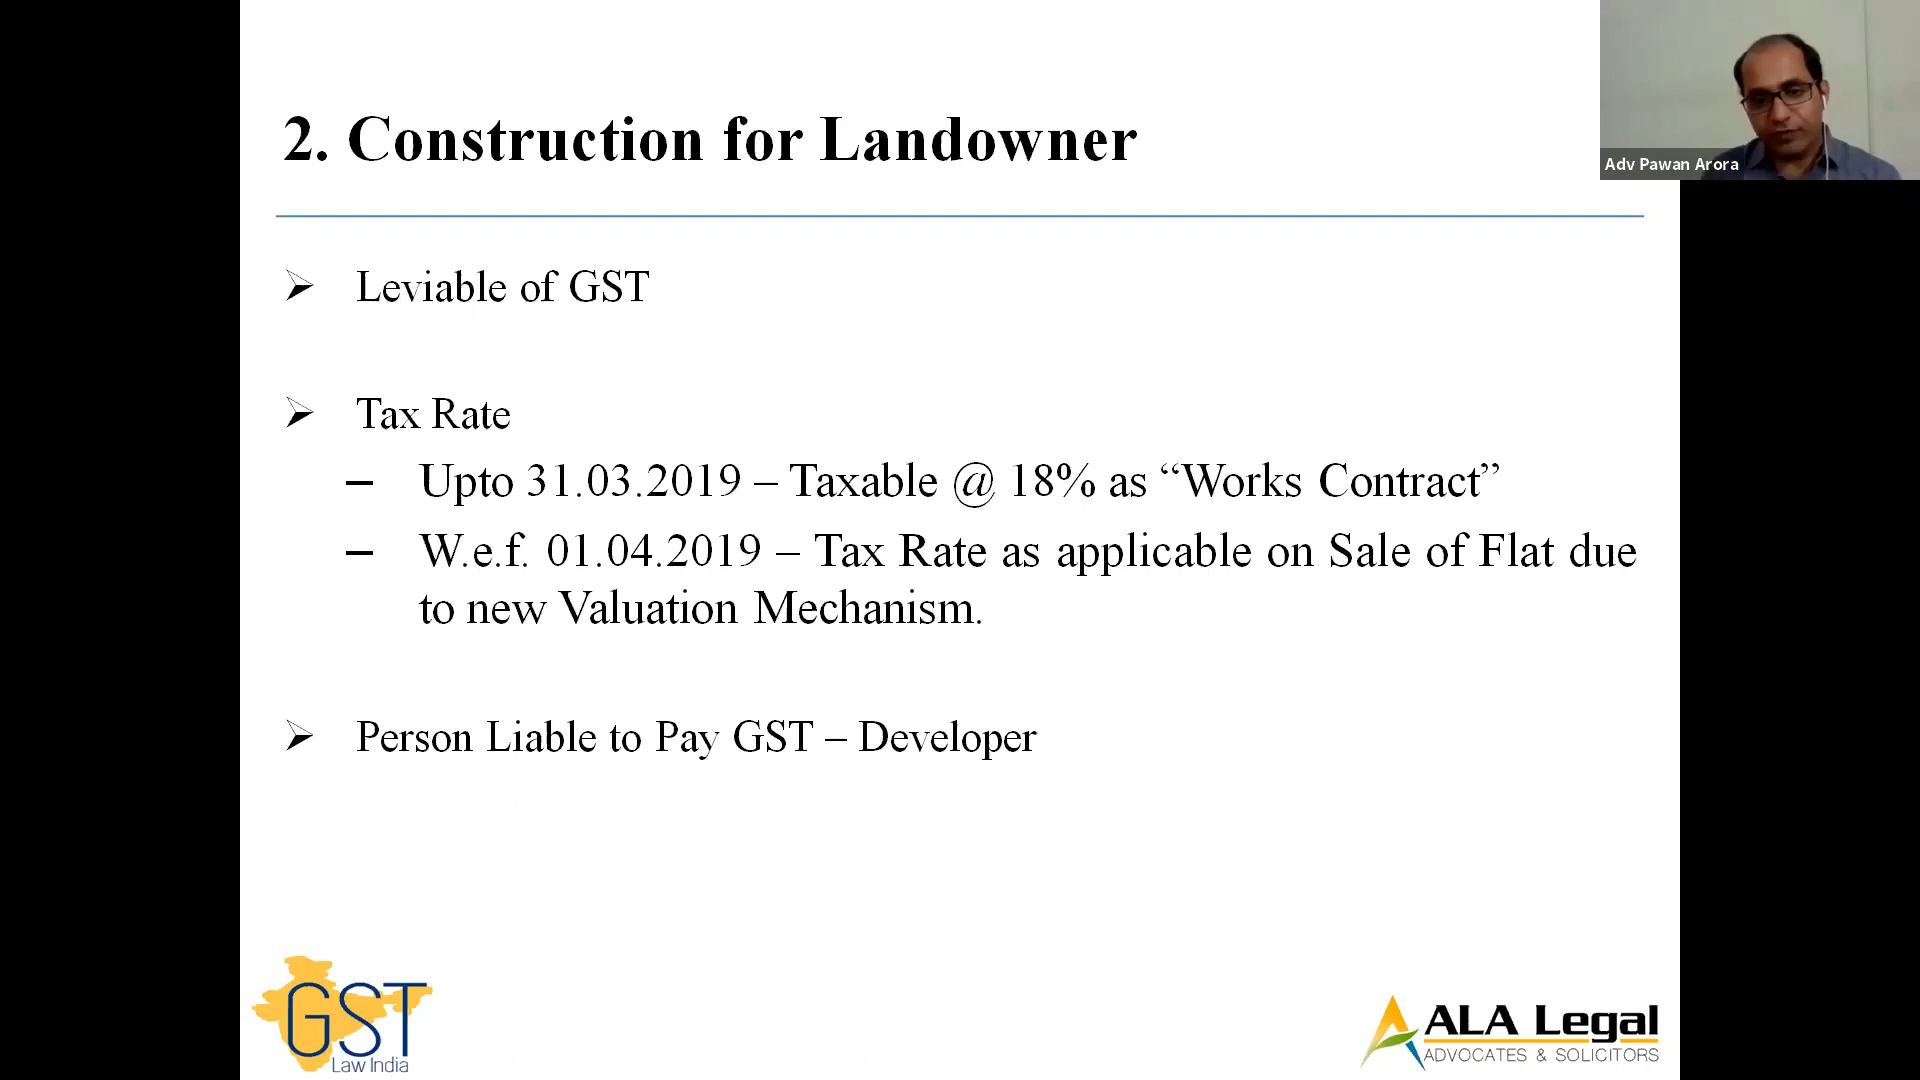 2. Construction for Landowner
Adv Pawan Arora
➢ Leviable of GST
➢ Tax Rate
– Upto 31.03.2019 – Taxable @ 18% as “Works Contract”
– W.e.f. 01.04.2019 – Tax Rate as applicable on Sale of Flat due
to new Valuation Mechanism.
➢ Person Liable to Pay GST – Developer
GST
Law India
ALA Legal
ADVOCATES & SOLICITORS